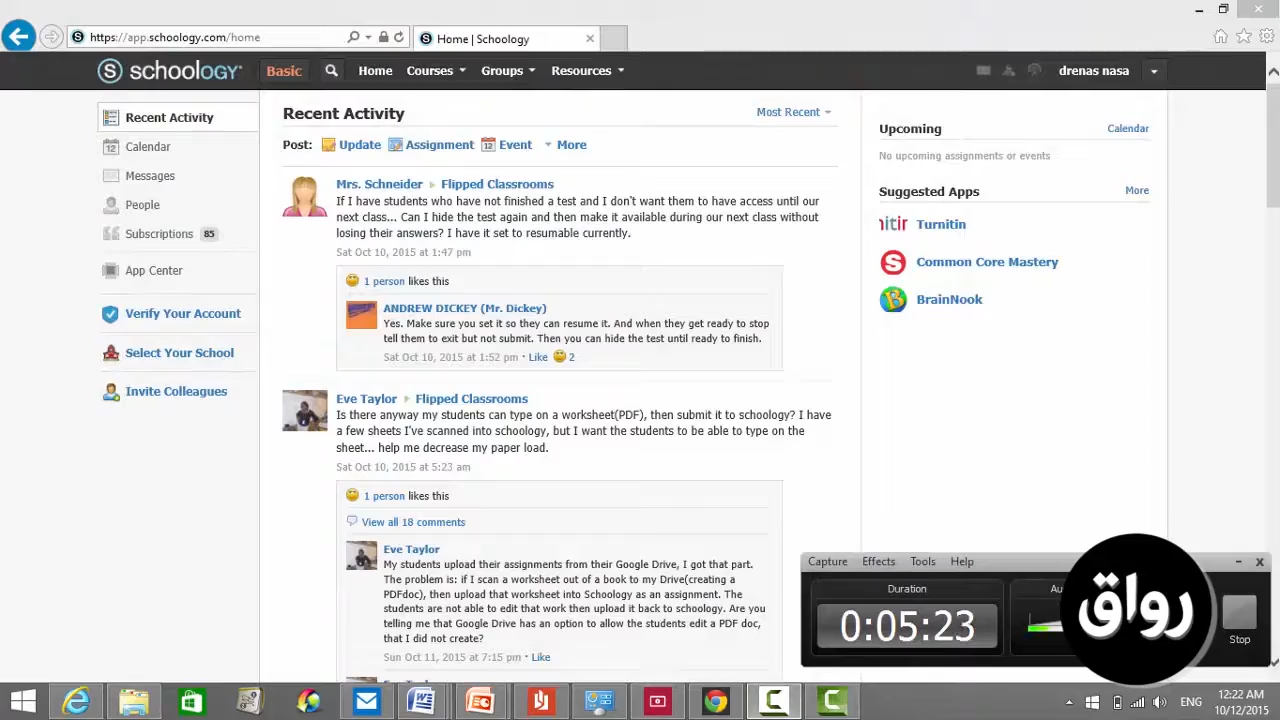 https://app.schoology.com/home
Home | Schoology
schoology
Basic
Home
Courses
Groups
Resources
drenas nasa
Recent Activity
Calendar
Messages
People
Subscriptions 85
App Center
Verify Your Account
Select Your School
Invite Colleagues
Recent Activity
Most Recent
Post: Update Assignment Event More
Mrs. Schneider Flipped Classrooms
If I have students who have not finished a test and I don't want them to have access until our
next class... Can I hide the test again and then make it available during our next class without
losing their answers? I have it set to resumable currently.
Sat Oct 10, 2015 at 1:47 pm
1 person likes this
ANDREW DICKEY (Mr. Dickey)
Yes. Make sure you set it so they can resume it. And when they get ready to stop
tell them to exit but not submit. Then you can hide the test until ready to finish.
Sat Oct 10, 2015 at 1:52 pm · Like 2
Eve Taylor Flipped Classrooms
Is there anyway my students can type on a worksheet(PDF), then submit it to schoology? I have
a few sheets I've scanned into schoology, but I want the students to be able to type on the
sheet... help me decrease my paper load.
Sat Oct 10, 2015 at 5:23 am
1 person likes this
View all 18 comments
Eve Taylor
My students upload their assignments from their Google Drive, I got that part.
The problem is: if I scan a worksheet out of a book to my Drive(creating a
PDFdoc), then upload that worksheet into Schoology as an assignment. The
students are not able to edit that work then upload it back to schoology. Are you
telling me that Google Drive has an option to allow the students edit a PDF doc,
that I did not create?
Sun Oct 11, 2015 at 7:15 pm · Like
Upcoming
Calendar
No upcoming assignments or events
Suggested Apps
More
Turnitin
Common Core Mastery
BrainNook
Capture Effects Tools Help
Duration
0:05:23
Stop
رواق
ENG
12:22 AM
10/12/2015